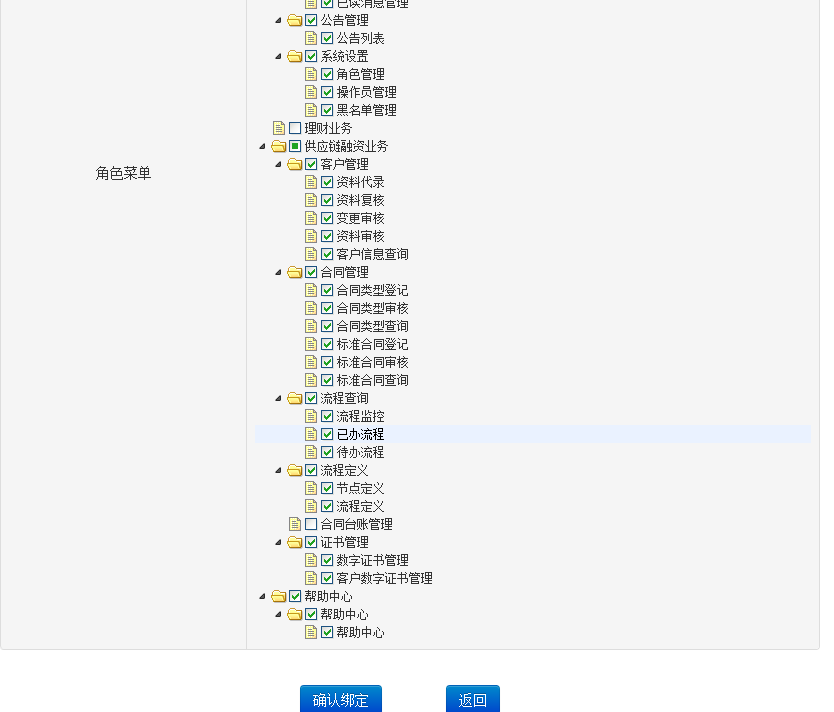 已读消息管理
公告管理
公告列表
系统设置
角色管理
操作员管理
黑名单管理
理财业务
供应链融资业务
客户管理
角色菜单
资料代录
资料复核
变更审核
资料审核
客户信息查询
合同管理
合同类型登记
合同类型审核
合同类型查询
标准合同登记
标准合同审核
标准合同查询
流程查询
流程监控
已办流程
待办流程
流程定义
节点定义
流程定义
合同台账管理
证书管理
数字证书管理
客户数字证书管理
帮助中心
帮助中心
帮助中心
确认绑定 返回